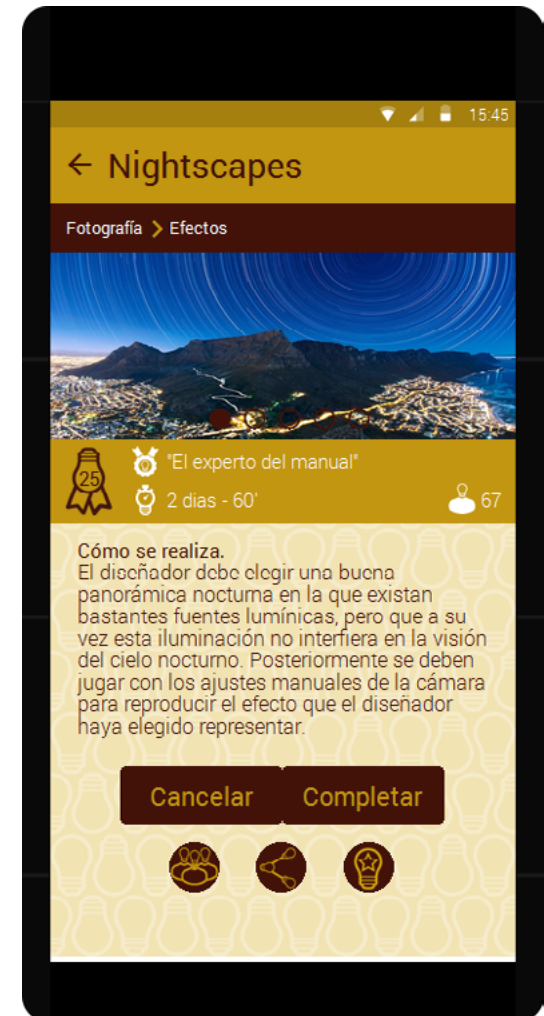 15:45
Nightscapes
Fotografía > Efectos
25
"El experto del manual"
2 dias - 60'
67
Cómo se realiza.
El diseñador debe elegir una buena
panorámica nocturna en la que existan
bastantes fuentes lumínicas, pero que a su
vez esta iluminación no interfiera en la visión
del cielo nocturno. Posteriormente se deben
jugar con los ajustes manuales de la cámara
para reproducir el efecto que el diseñador
haya elegido representar.
Cancelar
Completar